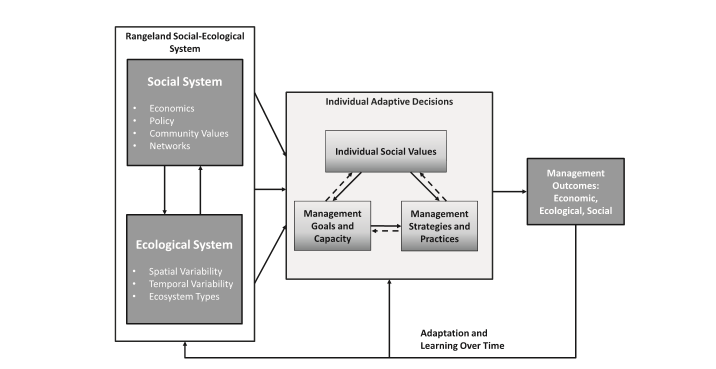 Rangeland Social-Ecological
System
Social System
• Economics
• Policy
• Community Values
• Networks
Ecological System
• Spatial Variability
• Temporal Variability
• Ecosystem Types
Individual Adaptive Decisions
Individual Social Values
Management
Goals and
Capacity
Management
Strategies and
Practices
Management
Outcomes:
Economic,
Ecological, Social
Adaptation and
Learning Over Time